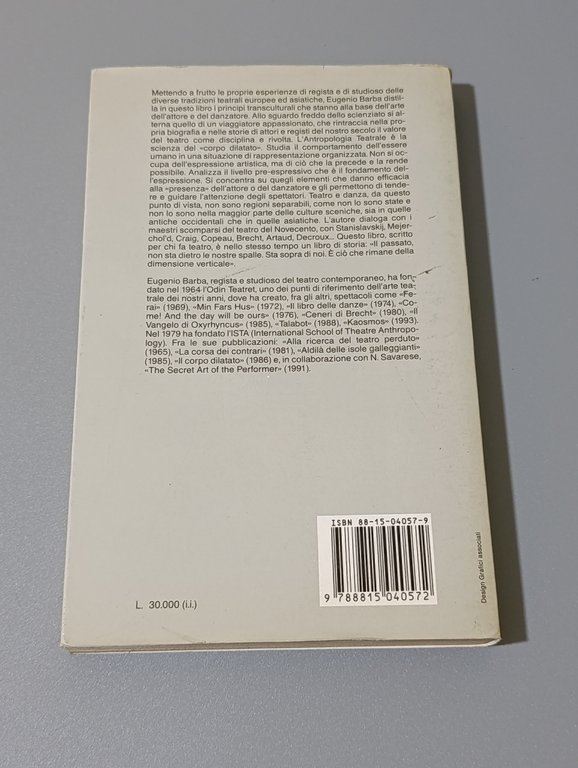 Mettendo a frutto le proprie esperienze di regista e di studioso delle
diverse tradizioni teatrali europee ed asiatiche, Eugenio Barba distil-
la in questo libro i principi transculturali che stanno alla base dell'arte
dell'attore e del danzatore. Allo sguardo freddo dello scienziato si al-
terna quello di un viaggiatore appassionato, che rintraccia nella pro-
pria biografia e nelle storie di attori e registi del nostro secolo il valore
del teatro come disciplina e rivolta. L'Antropologia Teatrale è la
scienza del «corpo dilatato». Studia il comportamento dell'essere
umano in una situazione di rappresentazione organizzata. Non si oc-
cupa dell'espressione artistica, ma di ciò che la precede e la rende
possibile. Analizza il livello pre-espressivo che è il fondamento del-
l'espressione. Si concentra su quegli elementi che danno efficacia
alla «presenza» dell'attore o del danzatore e gli permettono di tende-
re e guidare l'attenzione degli spettatori. Teatro e danza, da questo
punto di vista, non sono regioni separabili, come non lo sono state e
non lo sono nella maggior parte delle culture sceniche, sia in quelle
antiche occidentali che in quelle asiatiche. L'autore dialoga con i
maestri scomparsi del teatro del Novecento, con Stanislavskij, Mejer-
chol'd, Craig, Copeau, Brecht, Artaud, Decroux... Questo libro, scritto
per chi fa teatro, è nello stesso tempo un libro di storia: «Il passato,
non sta dietro le nostre spalle. Sta sopra di noi. È ciò che rimane della
dimensione verticale».
Eugenio Barba, regista e studioso del teatro contemporaneo, ha fon-
dato nel 1964 l'Odin Teatret, uno dei punti di riferimento dell'arte tea-
trale dei nostri anni, dove ha creato, fra gli altri, spettacoli come «Fe-
rai» (1969), «Min Fars Hus» (1972), «Il libro delle danze» (1974), «Co-
me! And the day will be ours» (1976), «Ceneri di Brecht» (1980), «Il
Vangelo di Oxyrhyncus» (1985), «Talabot» (1988), «Kaosmos» (1993).
Nel 1979 ha fondato l'ISTA (International School of Theatre Anthropo-
logy). Fra le sue pubblicazioni: «Alla ricerca del teatro perduto»
(1965), «La corsa dei contrari» (1981), «Aldilà delle isole galleggianti»
(1985), «Il corpo dilatato» (1986) e, in collaborazione con N. Savarese,
«The Secret Art of the Performer» (1991).
ISBN 88-15-04057-9
9 788815 040572
L. 30.000 (i.i.)
Design Grafici associati